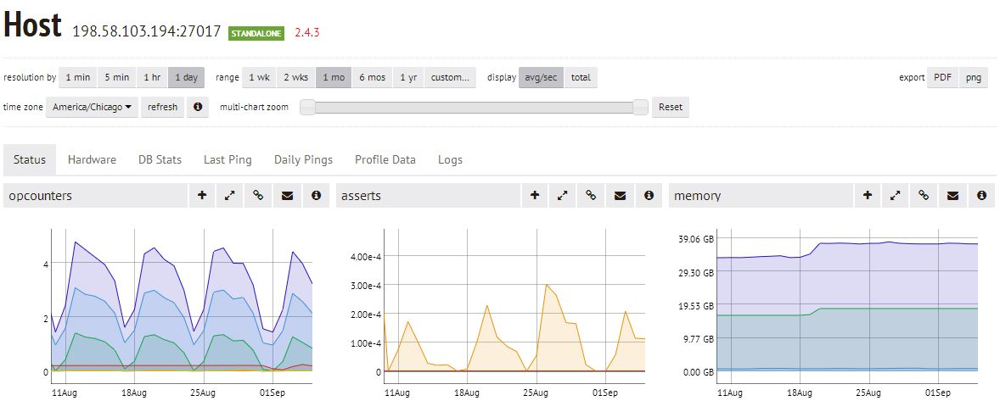 Host 198.58.103.194:27017 STANDALONE 2.4.3
resolution by 1 min 5 min 1 hr 1 day range 1 wk 2 wks 1 mo 6 mos 1 yr custom... display avg/sec total export PDF png
time zone America/Chicago refresh multi-chart zoom Reset
Status Hardware DB Stats Last Ping Daily Pings Profile Data Logs
opcounters
4
2
0
11Aug 18Aug 25Aug 01Sep
asserts
4.00e-4
3.00e-4
2.00e-4
1.00e-4
0
11Aug 18Aug 25Aug 01Sep
memory
39.06 GB
29.30 GB
19.53 GB
9.77 GB
0.00 GB
11Aug 18Aug 25Aug 01Sep